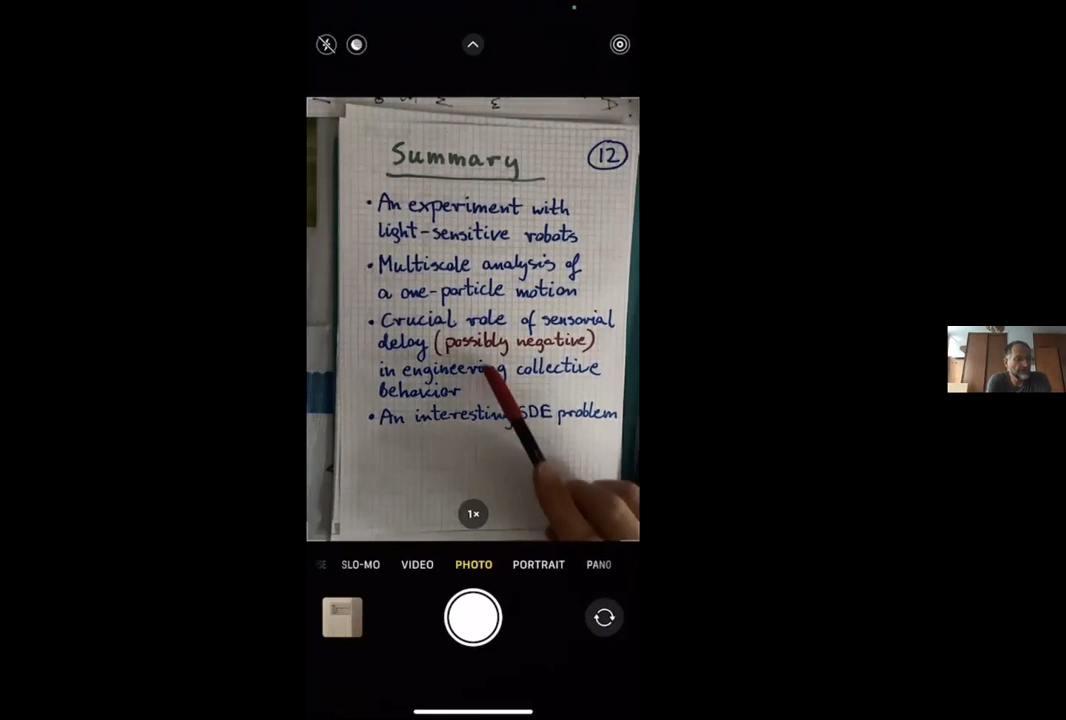 Summary
12
• An experiment with
light-sensitive robots
• Multiscale analysis of
a one-particle motion
• Crucial role of sensorial
delay (possibly negative)
in engineering collective
behavior
• An interesting SDE problem
1×
SLO-MO VIDEO PHOTO PORTRAIT PANO